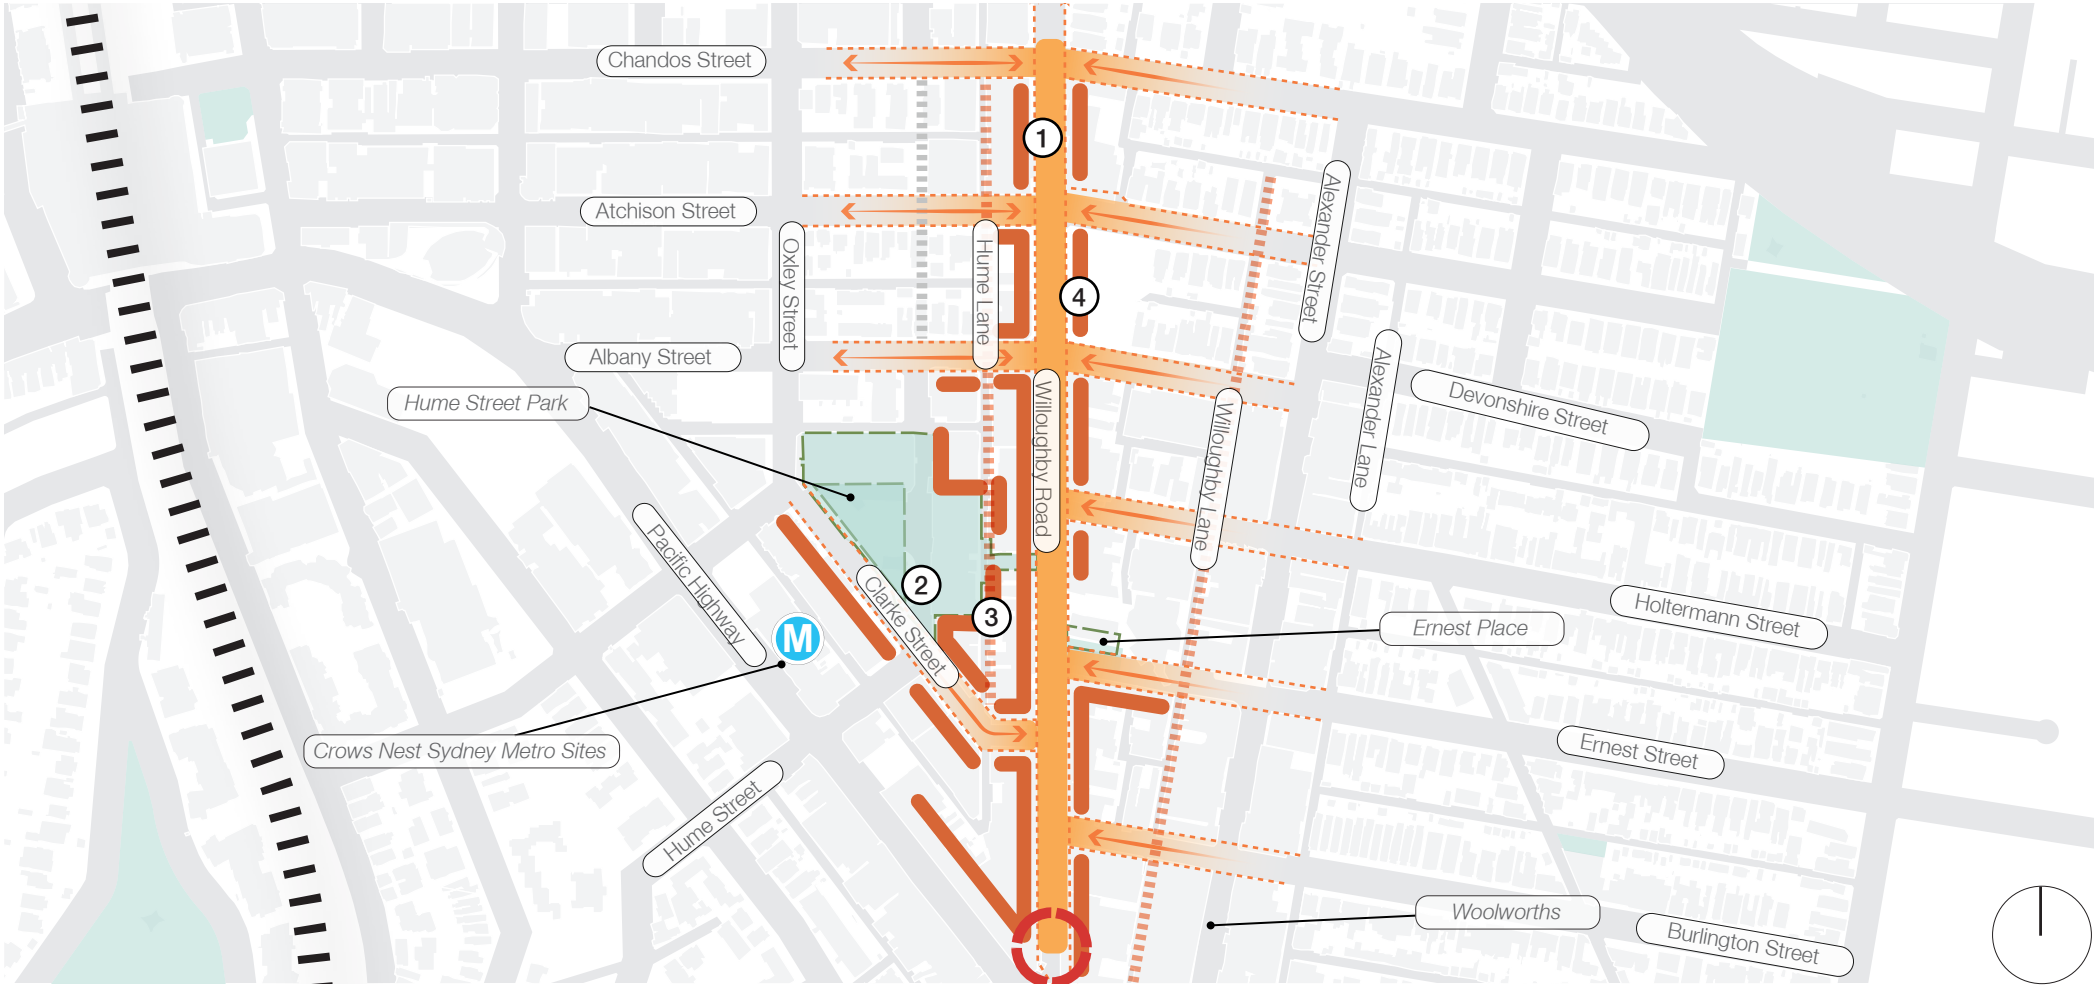 Chandos Street
1
Atchison Street
Alexander Street
Oxley Street
Hume Lane
4
Albany Street
Alexander Lane
Devonshire Street
Hume Street Park
Willoughby Road
Willoughby Lane
Pacific Highway
2
Clarke Street
3
M
Holtermann Street
Ernest Place
Crows Nest Sydney Metro Sites
Ernest Street
Hume Street
Woolworths
Burlington Street